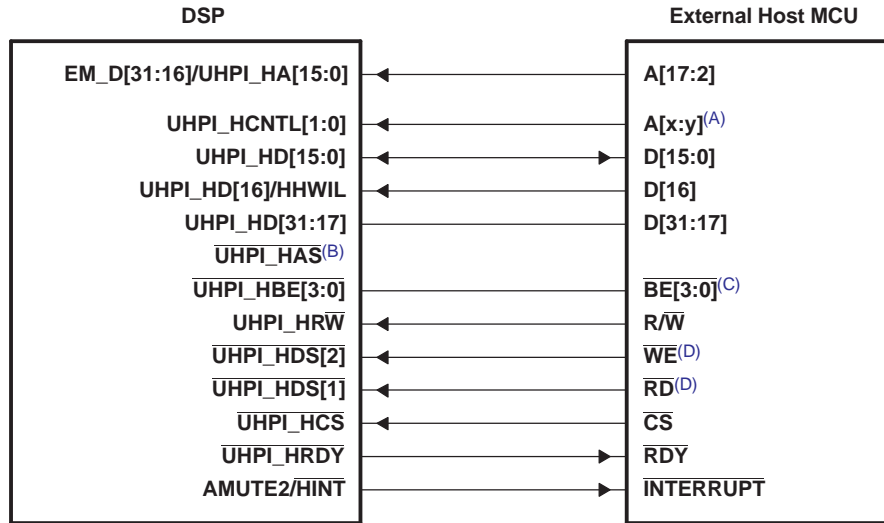 DSP External Host MCU
EM_D[31:16]/UHPI_HA[15:0] A[17:2]
UHPI_HCNTL[1:0] A[x:y](A)
UHPI_HD[15:0] D[15:0]
UHPI_HD[16]/HHWIL D[16]
UHPI_HD[31:17] D[31:17]
UHPI_HAS(B)
UHPI_HBE[3:0] BE[3:0](C)
UHPI_HRW R/W
UHPI_HDS[2] WE(D)
UHPI_HDS[1] RD(D)
UHPI_HCS CS
UHPI_HRDY RDY
AMUTE2/HINT INTERRUPT